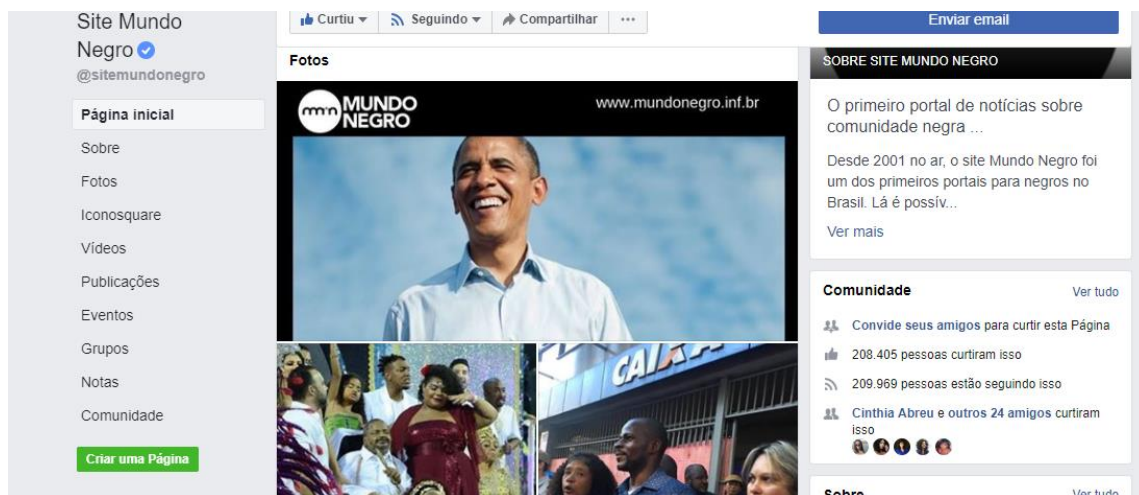 Site Mundo
Negro
@sitemundonegro
Página inicial
Sobre
Fotos
Iconosquare
Vídeos
Publicações
Eventos
Grupos
Notas
Comunidade
Criar uma Página
Curtiu
Seguindo
Compartilhar
...
Fotos
MUNDO
NEGRO
www.mundonegro.inf.br
CAIXA
Enviar email
SOBRE SITE MUNDO NEGRO
O primeiro portal de notícias sobre
comunidade negra ...
Desde 2001 no ar, o site Mundo Negro foi
um dos primeiros portais para negros no
Brasil. Lá é possív...
Ver mais
Comunidade
Ver tudo
Convide seus amigos para curtir esta Página
208.405 pessoas curtiram isso
209.969 pessoas estão seguindo isso
Cinthia Abreu e outros 24 amigos curtiram
isso
Sobre
Ver tudo